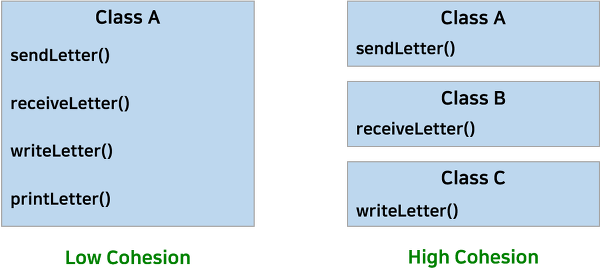 Class A
sendLetter()
receiveLetter()
writeLetter()
printLetter()
Low Cohesion
Class A
sendLetter()
Class B
receiveLetter()
Class C
writeLetter()
High Cohesion